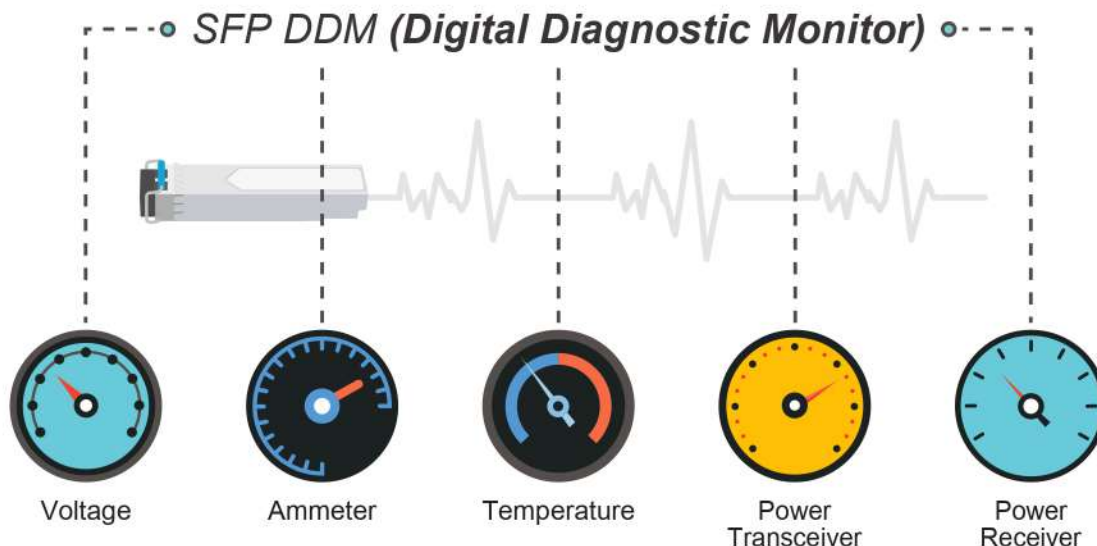 SFP DDM (Digital Diagnostic Monitor)
Voltage
Ammeter
Temperature
Power
Transceiver
Power
Receiver